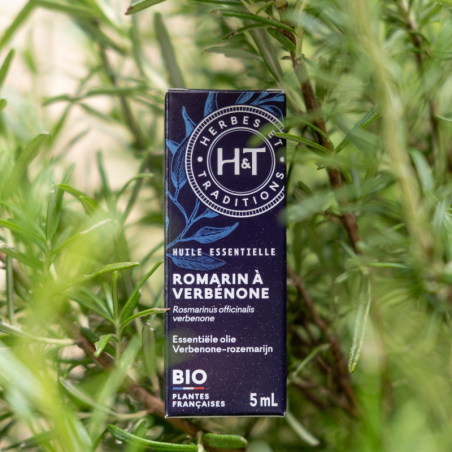 HERBES ET
TRADITIONS
H&T
HUILE ESSENTIELLE
ROMARIN À
VERBÉNONE
Rosmarinus officinalis
verbenone
Essentiële olie
Verbenone-rozemarijn
BIO
PLANTES
FRANÇAISES
5 mL